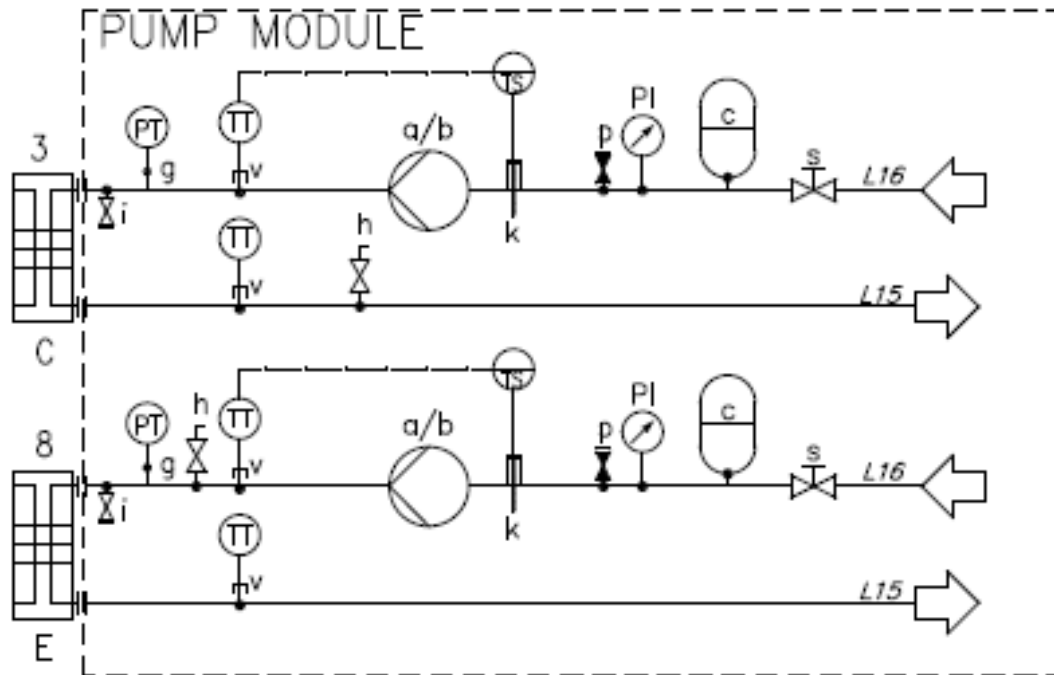 PUMP MODULE
TS
PT
TT
a/b
p
PI
c
s
3
g
v
L16
i
k
TT
h
v
L15
C
TS
h
PT
TT
a/b
p
PI
c
s
8
g
v
L16
i
k
TT
v
L15
E